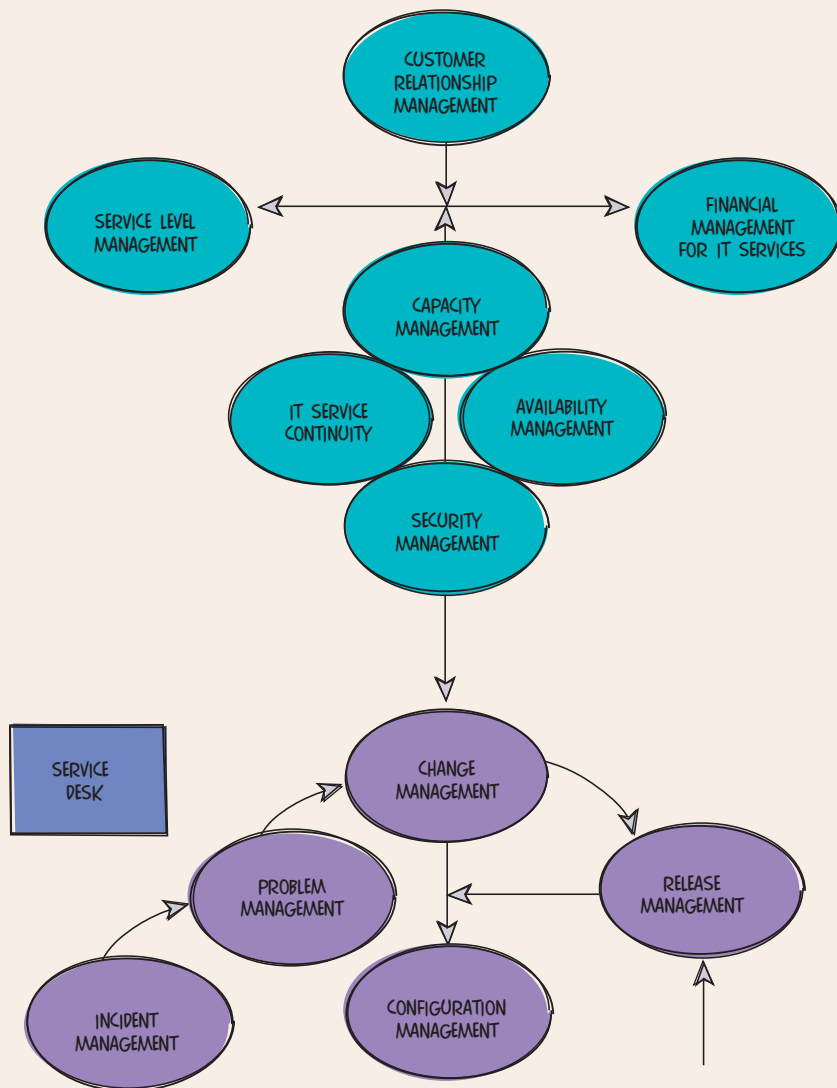 CUSTOMER
RELATIONSHIP
MANAGEMENT
SERVICE LEVEL
MANAGEMENT
FINANCIAL
MANAGEMENT
FOR IT SERVICES
CAPACITY
MANAGEMENT
IT SERVICE
CONTINUITY
AVAILABILITY
MANAGEMENT
SECURITY
MANAGEMENT
SERVICE
DESK
CHANGE
MANAGEMENT
PROBLEM
MANAGEMENT
RELEASE
MANAGEMENT
INCIDENT
MANAGEMENT
CONFIGURATION
MANAGEMENT